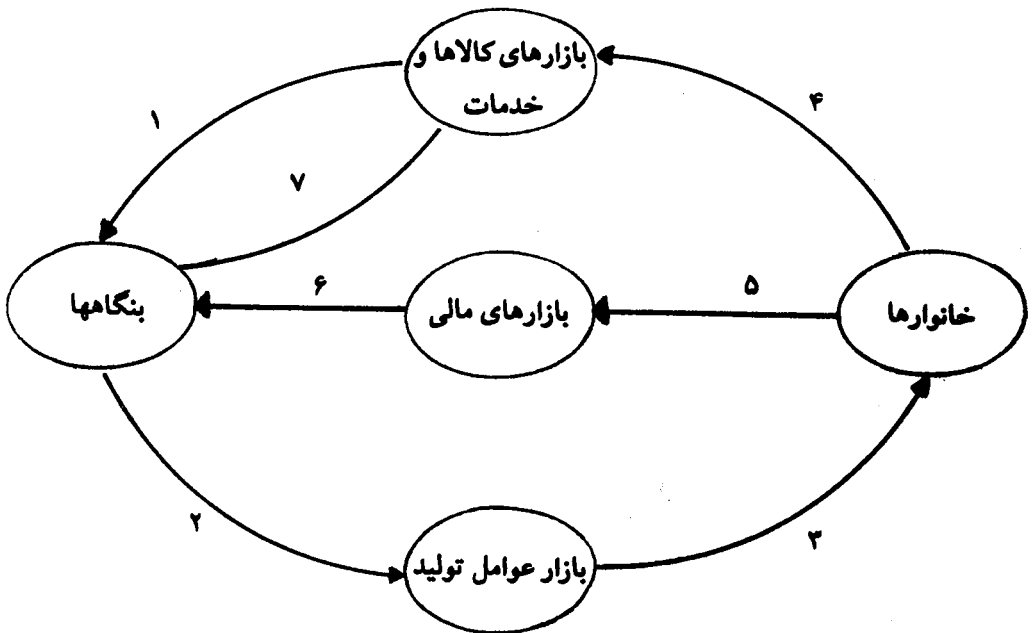 بازارهای کالاها و
خدمات
۱
۴
۷
بنگاهها
۶
بازارهای مالی
۵
خانوارها
۲
بازار عوامل تولید
۳